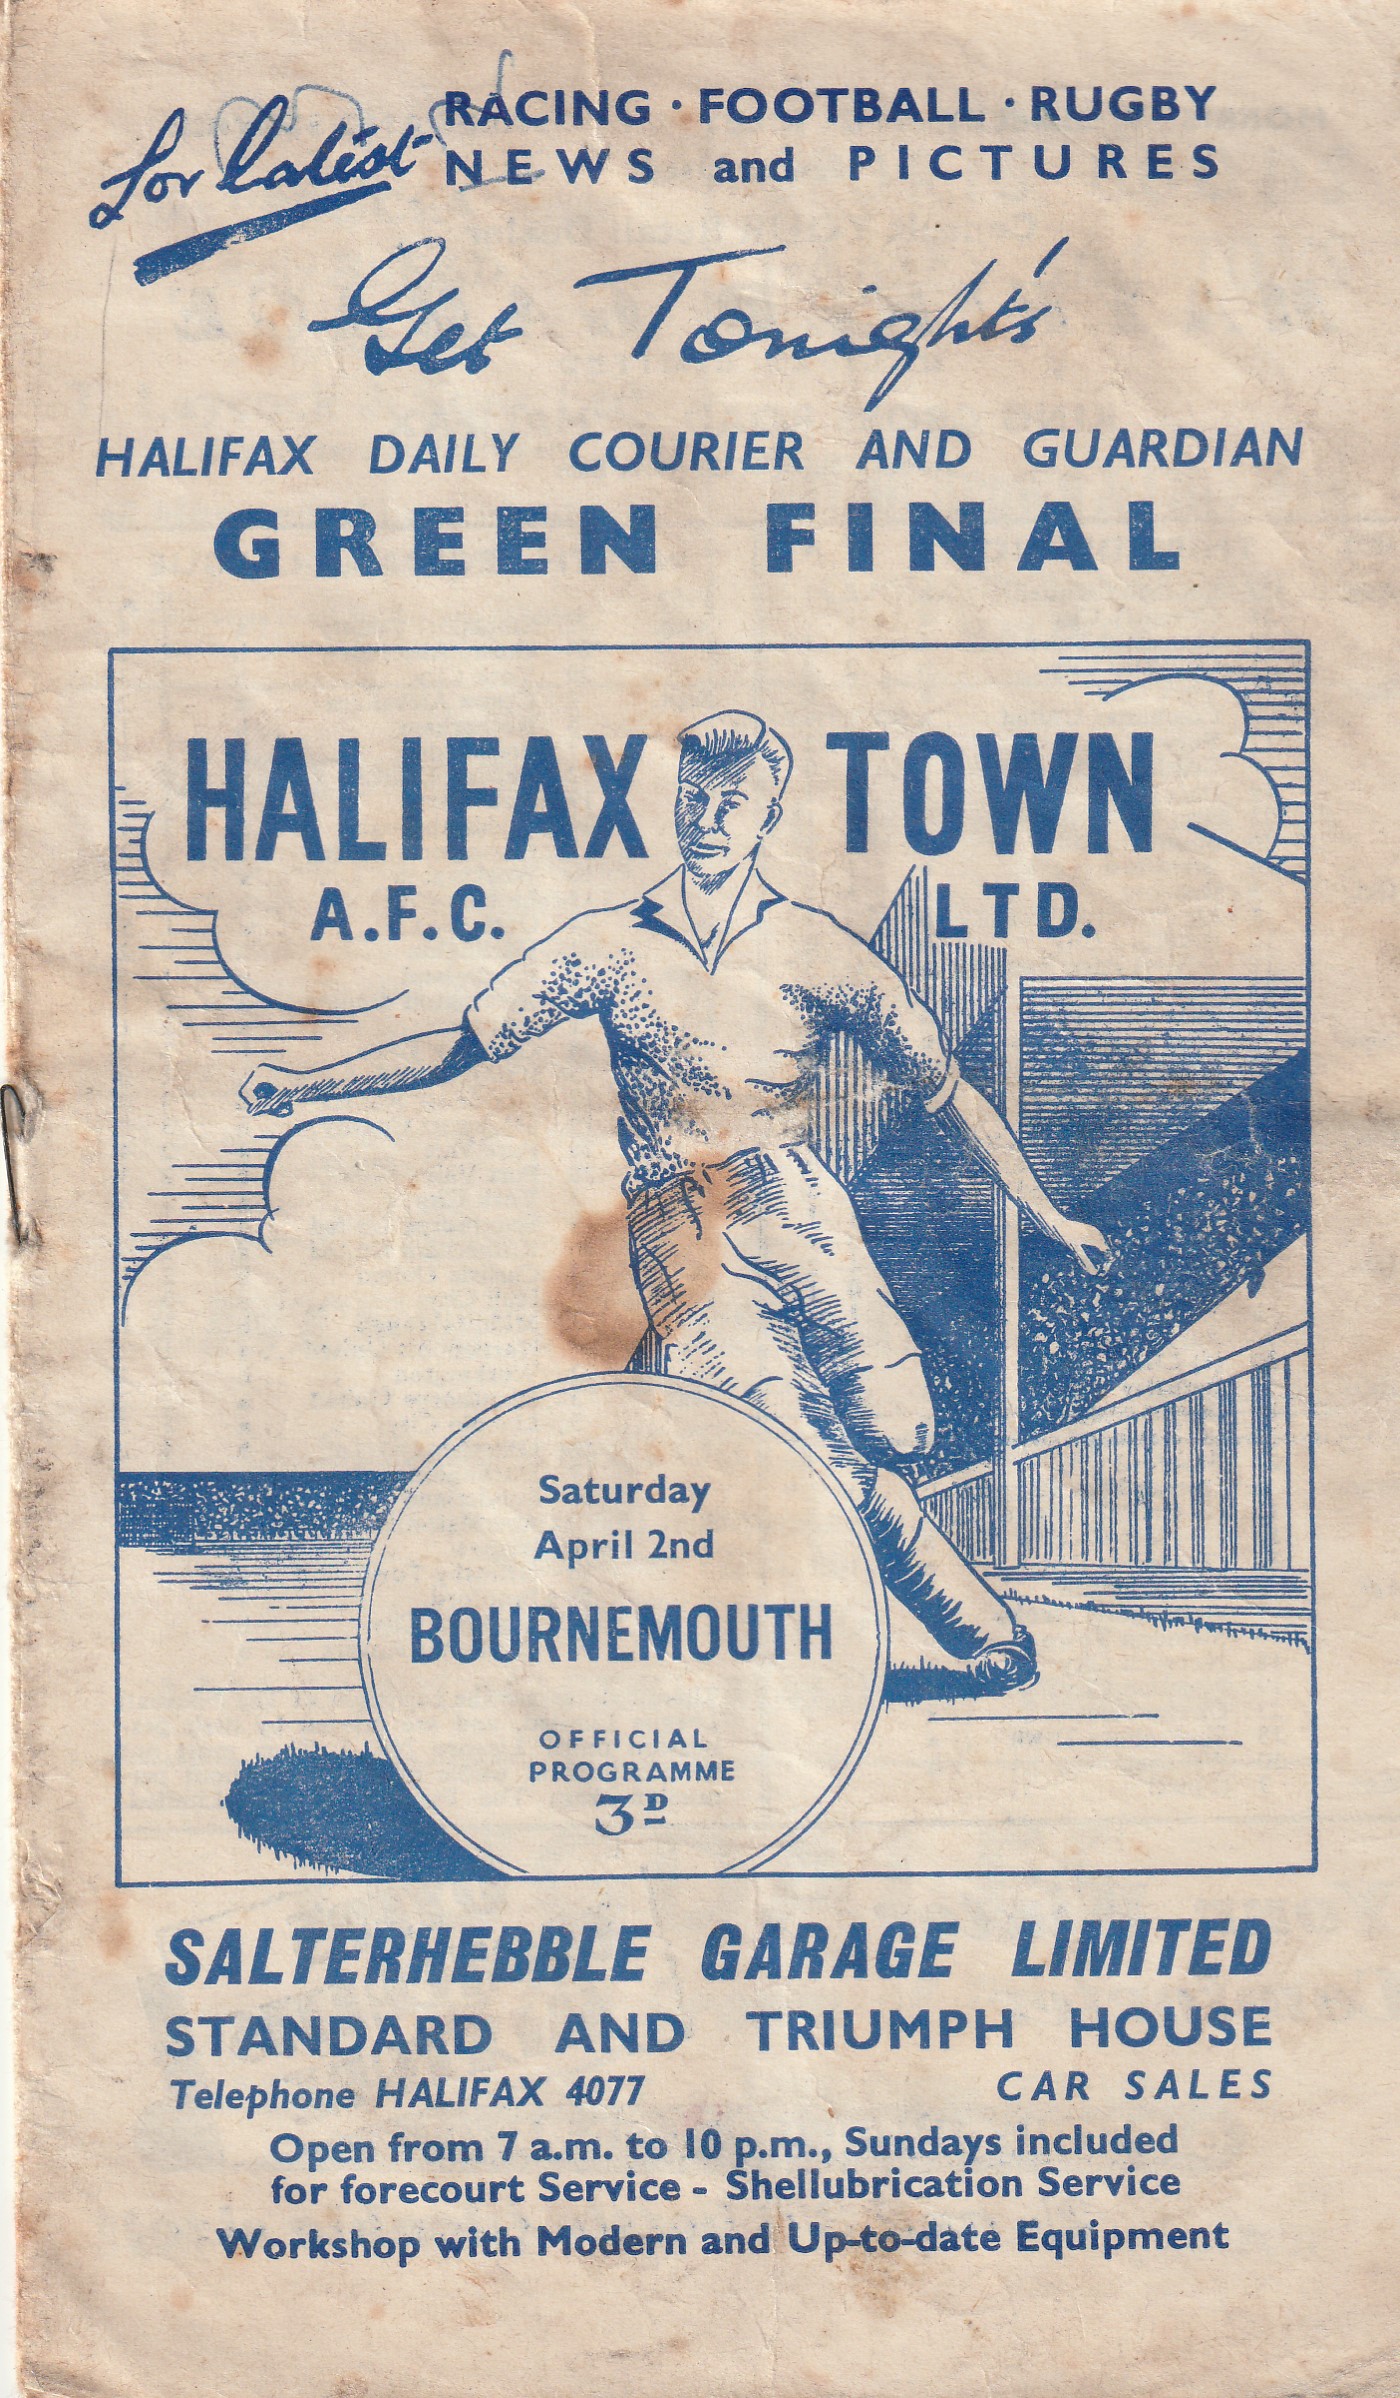 For latest RACING · FOOTBALL · RUGBY
NEWS and PICTURES
Get Tonight's
HALIFAX DAILY COURIER AND GUARDIAN
GREEN FINAL
HALIFAX TOWN
A.F.C. LTD.
Saturday
April 2nd
BOURNEMOUTH
OFFICIAL
PROGRAMME
3D
SALTERHEBBLE GARAGE LIMITED
STANDARD AND TRIUMPH HOUSE
Telephone HALIFAX 4077 CAR SALES
Open from 7 a.m. to 10 p.m., Sundays included
for forecourt Service - Shellubrication Service
Workshop with Modern and Up-to-date Equipment